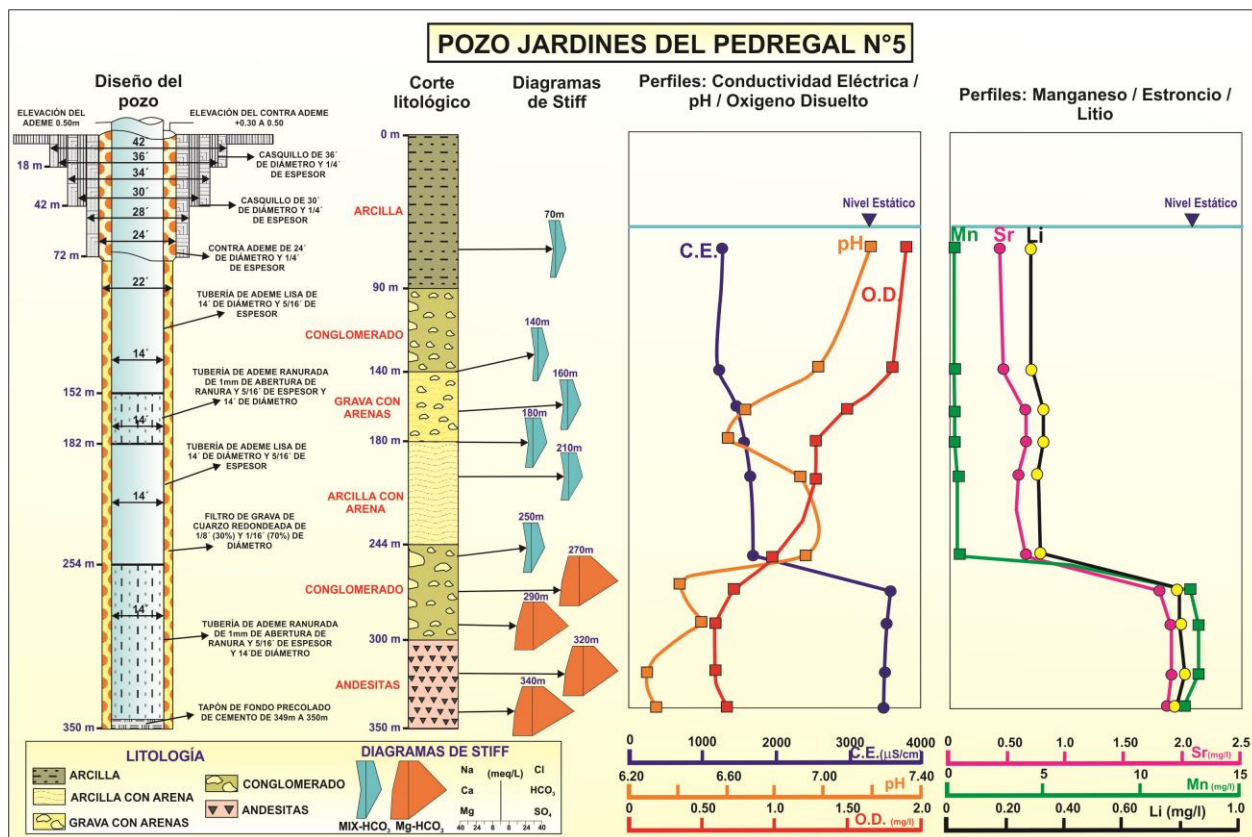 POZO JARDINES DEL PEDREGAL N°5
Diseño del
pozo
ELEVACIÓN DEL
ADEME 0.50m
ELEVACIÓN DEL CONTRA ADEME
+0.30 A 0.50
42´
36´
34´
30´
28´
24´
22´
14´
14´
14´
14´
18 m
42 m
72 m
152 m
182 m
254 m
350 m
CASQUILLO DE 36´
DE DIÁMETRO Y 1/4´
DE ESPESOR
CASQUILLO DE 30´
DE DIÁMETRO Y 1/4´
DE ESPESOR
CONTRA ADEME DE 24´
DE DIÁMETRO Y 1/4´
DE ESPESOR
TUBERÍA DE ADEME LISA DE
14´ DE DIÁMETRO Y 5/16´ DE
ESPESOR
TUBERÍA DE ADEME RANURADA
DE 1mm DE ABERTURA DE
RANURA Y 5/16´ DE ESPESOR Y
14´ DE DIÁMETRO
TUBERÍA DE ADEME LISA DE
14´ DE DIÁMETRO Y 5/16´ DE
ESPESOR
FILTRO DE GRAVA DE
CUARZO REDONDEADA DE
1/8´ (30%) Y 1/16´ (70%) DE
DIÁMETRO
TUBERÍA DE ADEME RANURADA
DE 1mm DE ABERTURA DE
RANURA Y 5/16´ DE ESPESOR
Y 14´DE DIÁMETRO
TAPÓN DE FONDO PRECOLADO
DE CEMENTO DE 349m A 350m
Corte
litológico
0 m
ARCILLA
90 m
CONGLOMERADO
140 m
GRAVA CON
ARENAS
180 m
ARCILLA CON
ARENA
244 m
CONGLOMERADO
300 m
ANDESITAS
350 m
Diagramas
de Stiff
70m
140m
160m
180m
210m
250m
270m
290m
320m
340m
Perfiles: Conductividad Eléctrica /
pH / Oxigeno Disuelto
Nivel Estático
C.E.
pH
O.D.
0 1000 2000 3000 4000
C.E.(µS/cm
6.20 6.60 7.00 7.40
pH
0 0.50 1.00 1.50 2.0
O.D. (mg/l)
Perfiles: Manganeso / Estroncio /
Litio
Nivel Estático
Mn Sr Li
0 0.50 1.00 1.50 2.0 2.5
Sr(mg/l)
0 5 10 15
Mn (mg/l)
0 0.20 0.40 0.60 1.0
Li (mg/l)
LITOLOGÍA
ARCILLA
ARCILLA CON ARENA
GRAVA CON ARENAS
CONGLOMERADO
ANDESITAS
DIAGRAMAS DE STIFF
MIX-HCO₃ Mg-HCO₃
Na (meq/L) Cl
Ca HCO₃
Mg SO₄
40 24 8 8 24 40